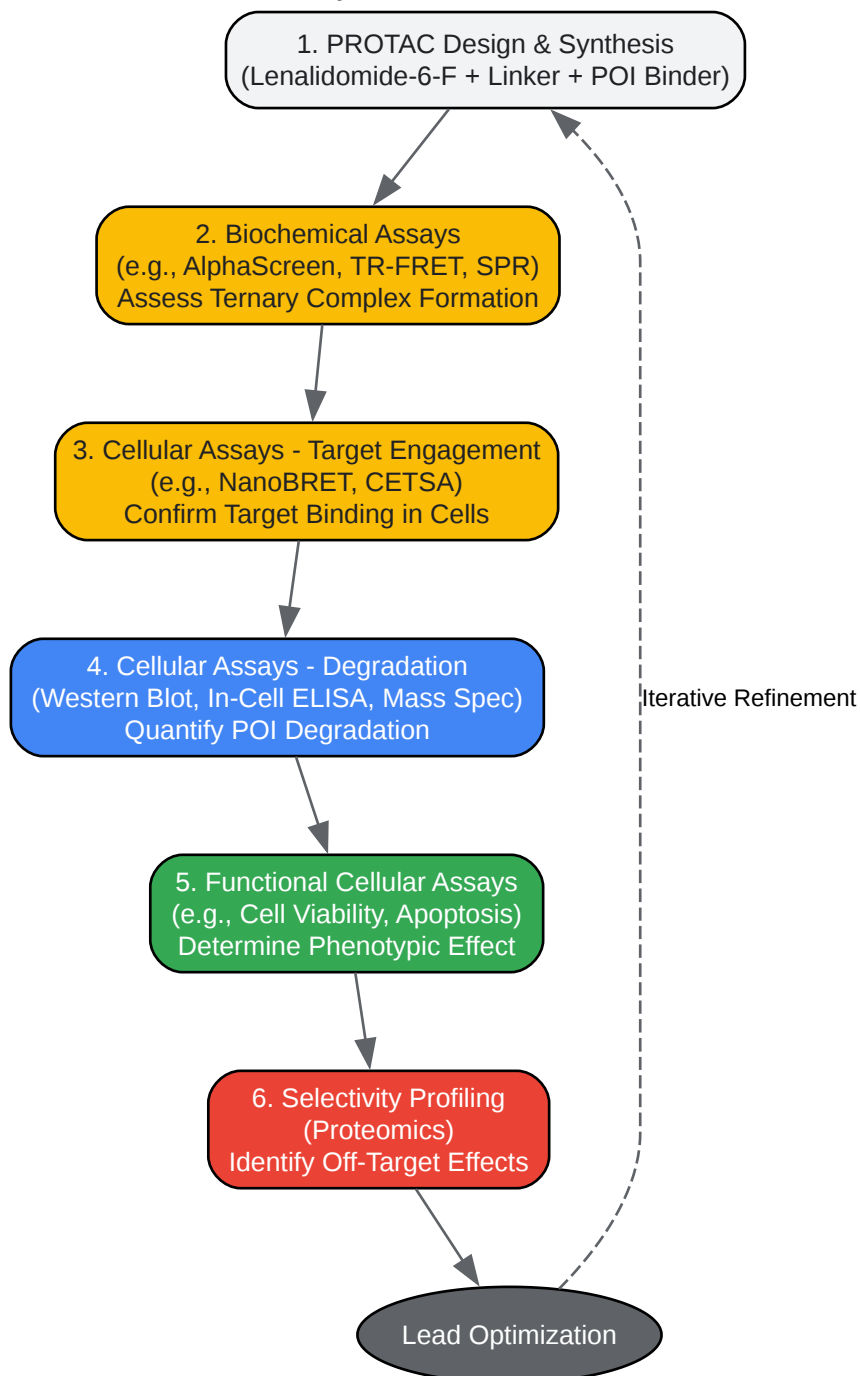 1. PROTAC Design & Synthesis
(Lenalidomide-6-F + Linker + POI Binder)
2. Biochemical Assays
(e.g., AlphaScreen, TR-FRET, SPR)
Assess Ternary Complex Formation
3. Cellular Assays - Target Engagement
(e.g., NanoBRET, CETSA)
Confirm Target Binding in Cells
4. Cellular Assays - Degradation
(Western Blot, In-Cell ELISA, Mass Spec)
Quantify POI Degradation
Iterative Refinement
5. Functional Cellular Assays
(e.g., Cell Viability, Apoptosis)
Determine Phenotypic Effect
6. Selectivity Profiling
(Proteomics)
Identify Off-Target Effects
Lead Optimization